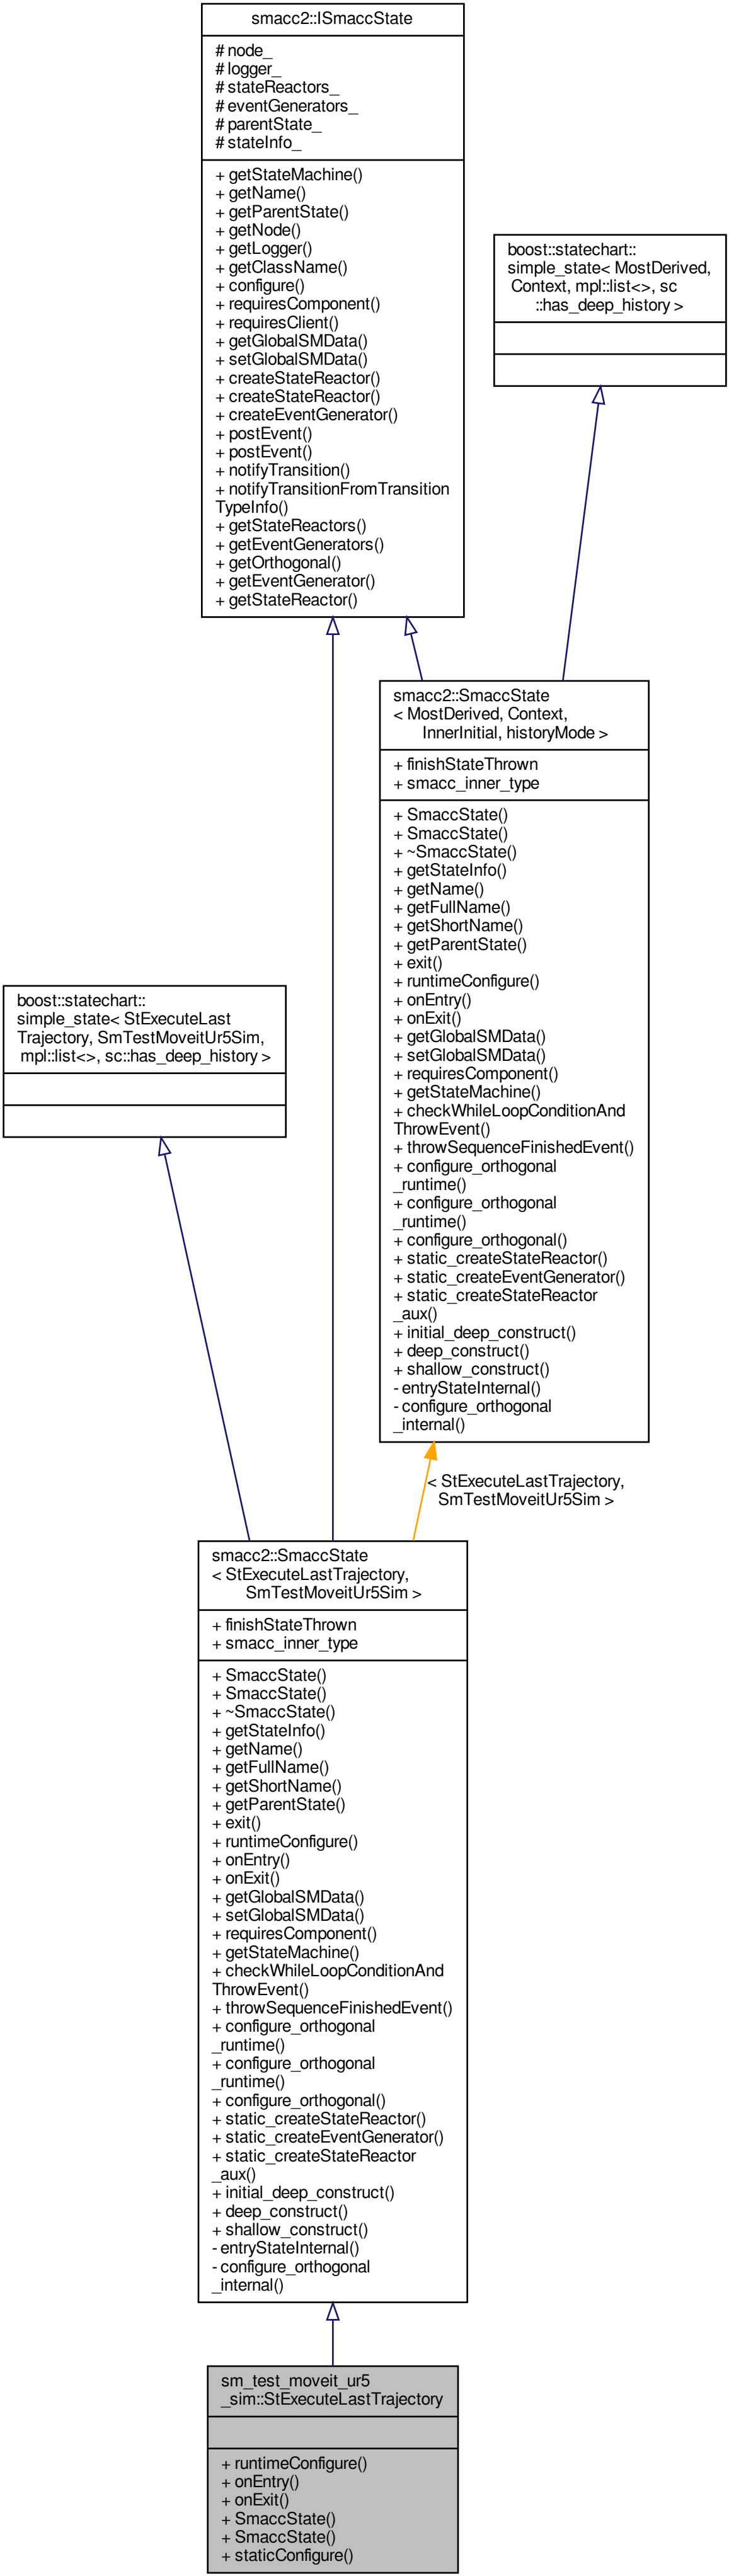 smacc2::ISmaccState
# node_
# logger_
# stateReactors_
# eventGenerators_
# parentState_
# stateInfo_
+ getStateMachine()
+ getName()
+ getParentState()
+ getNode()
+ getLogger()
+ getClassName()
+ configure()
+ requiresComponent()
+ requiresClient()
+ getGlobalSMData()
+ setGlobalSMData()
+ createStateReactor()
+ createStateReactor()
+ createEventGenerator()
+ postEvent()
+ postEvent()
+ notifyTransition()
+ notifyTransitionFromTransition
TypeInfo()
+ getStateReactors()
+ getEventGenerators()
+ getOrthogonal()
+ getEventGenerator()
+ getStateReactor()
boost::statechart::
simple_state< MostDerived,
Context, mpl::list<>, sc
::has_deep_history >
smacc2::SmaccState
< MostDerived, Context,
InnerInitial, historyMode >
+ finishStateThrown
+ smacc_inner_type
+ SmaccState()
+ SmaccState()
+ ~SmaccState()
+ getStateInfo()
+ getName()
+ getFullName()
+ getShortName()
+ getParentState()
+ exit()
+ runtimeConfigure()
+ onEntry()
+ onExit()
+ getGlobalSMData()
+ setGlobalSMData()
+ requiresComponent()
+ getStateMachine()
+ checkWhileLoopConditionAnd
ThrowEvent()
+ throwSequenceFinishedEvent()
+ configure_orthogonal
_runtime()
+ configure_orthogonal
_runtime()
+ configure_orthogonal()
+ static_createStateReactor()
+ static_createEventGenerator()
+ static_createStateReactor
_aux()
+ initial_deep_construct()
+ deep_construct()
+ shallow_construct()
- entryStateInternal()
- configure_orthogonal
_internal()
boost::statechart::
simple_state< StExecuteLast
Trajectory, SmTestMoveitUr5Sim,
mpl::list<>, sc::has_deep_history >
< StExecuteLastTrajectory,
SmTestMoveitUr5Sim >
smacc2::SmaccState
< StExecuteLastTrajectory,
SmTestMoveitUr5Sim >
+ finishStateThrown
+ smacc_inner_type
+ SmaccState()
+ SmaccState()
+ ~SmaccState()
+ getStateInfo()
+ getName()
+ getFullName()
+ getShortName()
+ getParentState()
+ exit()
+ runtimeConfigure()
+ onEntry()
+ onExit()
+ getGlobalSMData()
+ setGlobalSMData()
+ requiresComponent()
+ getStateMachine()
+ checkWhileLoopConditionAnd
ThrowEvent()
+ throwSequenceFinishedEvent()
+ configure_orthogonal
_runtime()
+ configure_orthogonal
_runtime()
+ configure_orthogonal()
+ static_createStateReactor()
+ static_createEventGenerator()
+ static_createStateReactor
_aux()
+ initial_deep_construct()
+ deep_construct()
+ shallow_construct()
- entryStateInternal()
- configure_orthogonal
_internal()
sm_test_moveit_ur5
_sim::StExecuteLastTrajectory
+ runtimeConfigure()
+ onEntry()
+ onExit()
+ SmaccState()
+ SmaccState()
+ staticConfigure()